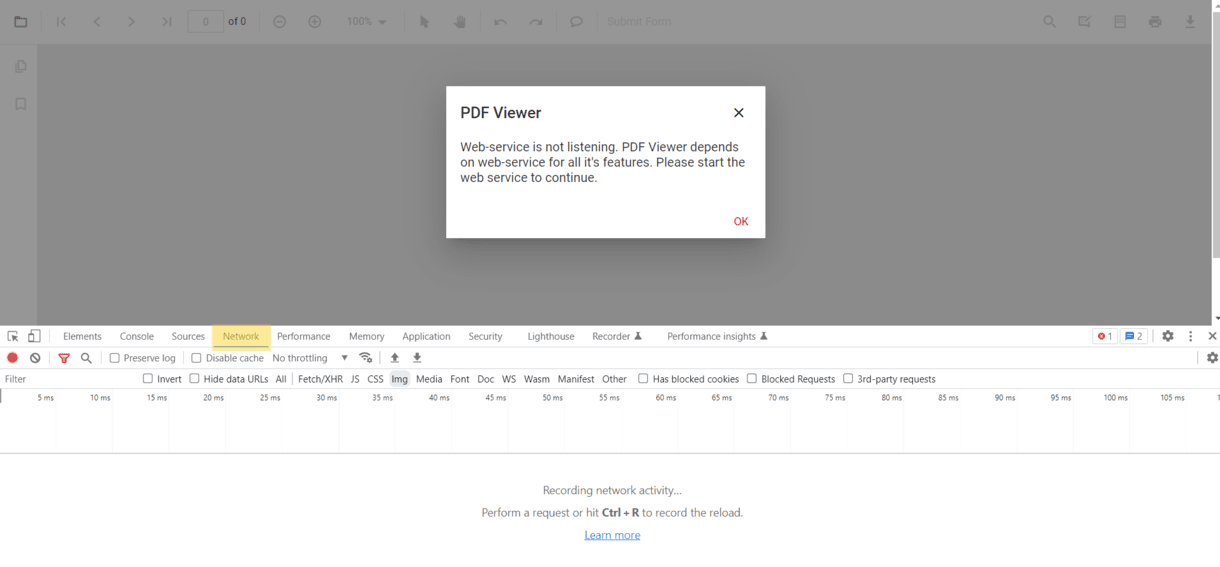 0 of 0 100% Submit Form
PDF Viewer
Web-service is not listening. PDF Viewer depends
on web-service for all it's features. Please start the
web service to continue.
OK
Elements Console Sources Network Performance Memory Application Security Lighthouse Recorder Performance insights 1 2
Preserve log Disable cache No throttling
Filter Invert Hide data URLs All Fetch/XHR JS CSS Img Media Font Doc WS Wasm Manifest Other Has blocked cookies Blocked Requests 3rd-party requests
5 ms 10 ms 15 ms 20 ms 25 ms 30 ms 35 ms 40 ms 45 ms 50 ms 55 ms 60 ms 65 ms 70 ms 75 ms 80 ms 85 ms 90 ms 95 ms 100 ms 105 ms
Recording network activity...
Perform a request or hit Ctrl + R to record the reload.
Learn more